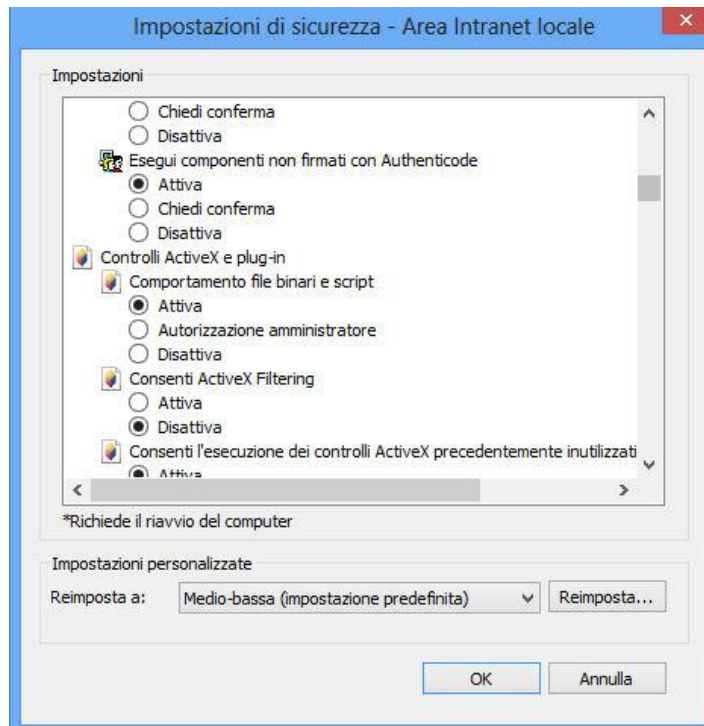 Impostazioni di sicurezza - Area Intranet locale
Impostazioni
Chiedi conferma
Disattiva
Esegui componenti non firmati con Authenticode
Attiva
Chiedi conferma
Disattiva
Controlli ActiveX e plug-in
Comportamento file binari e script
Attiva
Autorizzazione amministratore
Disattiva
Consenti ActiveX Filtering
Attiva
Disattiva
Consenti l'esecuzione dei controlli ActiveX precedentemente inutilizzati
Attiva
*Richiede il riavvio del computer
Impostazioni personalizzate
Reimposta a: Medio-bassa (impostazione predefinita) Reimposta...
OK Annulla